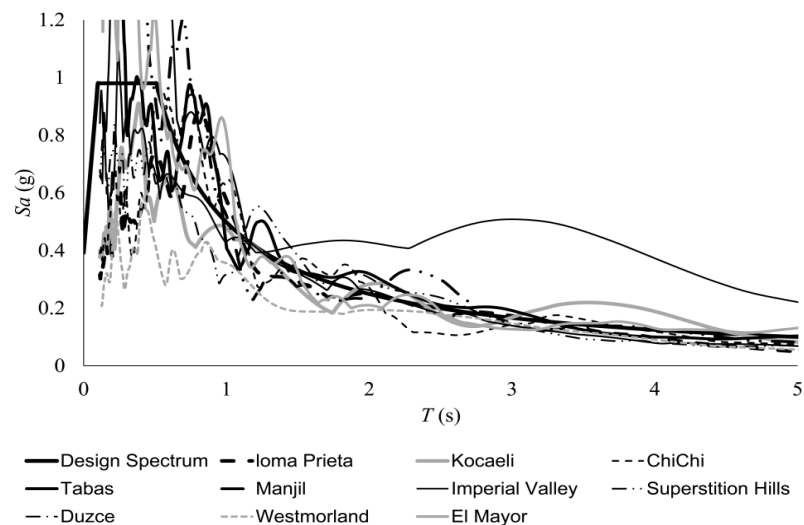 1.2
1
0.8
0.6
0.4
0.2
0
Sa (g)
0 1 2 3 4 5
T (s)
Design Spectrum loma Prieta Kocaeli ChiChi
Tabas Manjil Imperial Valley Superstition Hills
Duzce Westmorland El Mayor